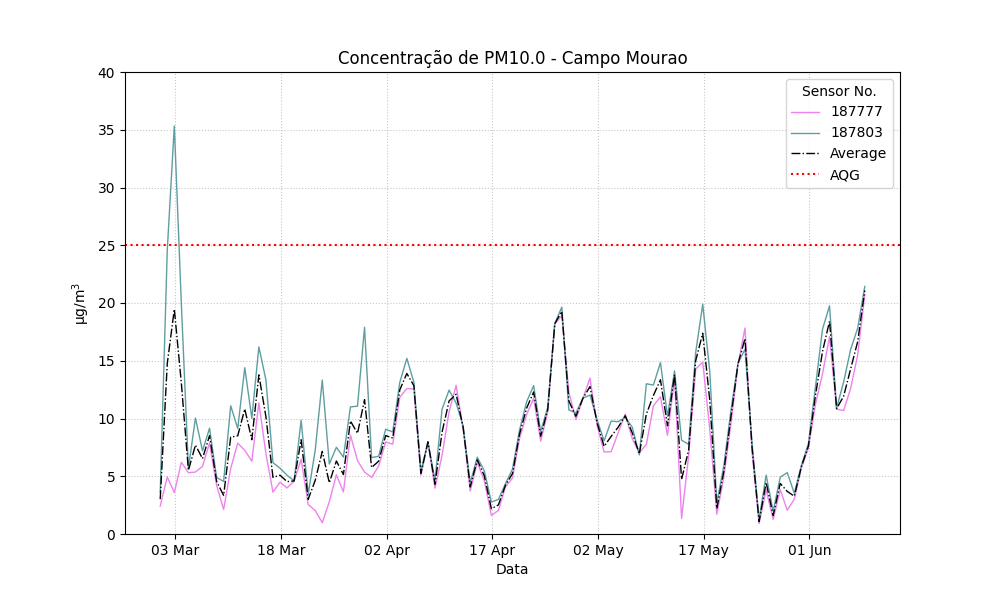 Concentração de PM10.0 - Campo Mourao
40
35
30
25
20
15
10
5
0
µg/m³
Sensor No.
187777
187803
Average
AQG
03 Mar
18 Mar
02 Apr
17 Apr
02 May
17 May
01 Jun
Data